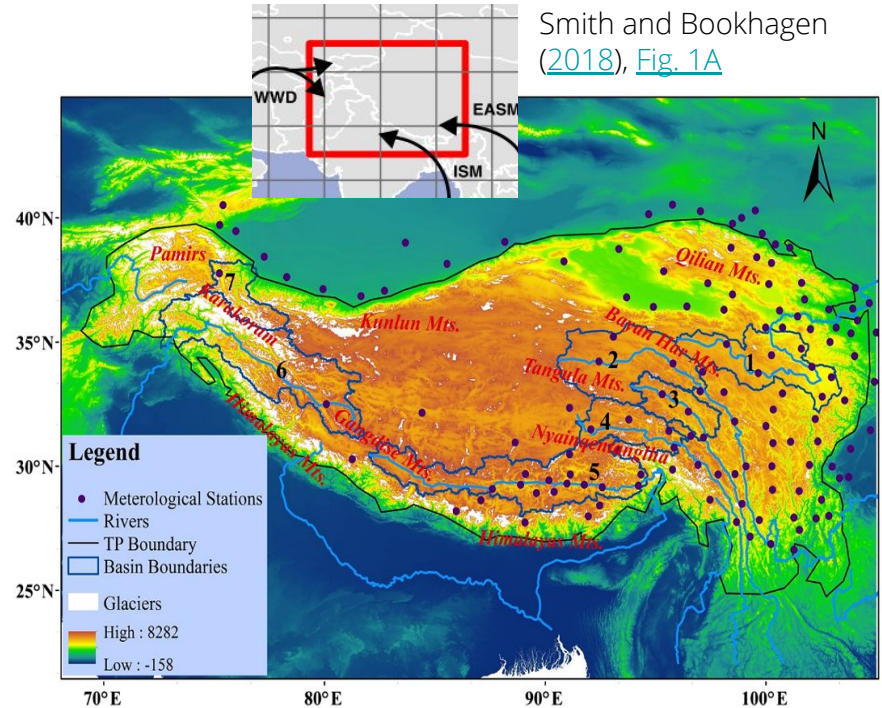 Smith and Bookhagen
(2018), Fig. 1A
WWD
EASM
ISM
N
40°N
35°N
30°N
25°N
Pamirs
Qilian Mts.
7
Karakoram
Kunlun Mts.
Bayan Har Mts.
2
1
Tangula Mts.
6
3
Himalayas Mts.
Gangdise Mts.
4
Nyainqentanglha
5
Himalayas Mts.
Legend
Meterological Stations
Rivers
TP Boundary
Basin Boundaries
Glaciers
High : 8282
Low : -158
70°E
80°E
90°E
100°E